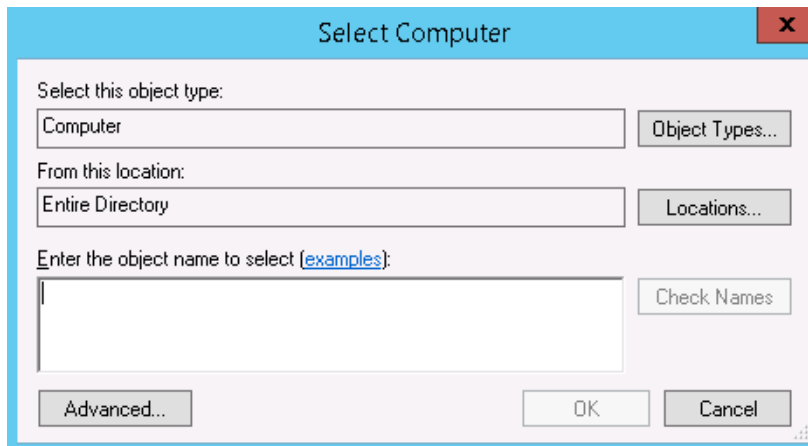 Select Computer
x
Select this object type:
Computer
Object Types...
From this location:
Entire Directory
Locations...
Enter the object name to select (examples):
Check Names
Advanced...
OK
Cancel